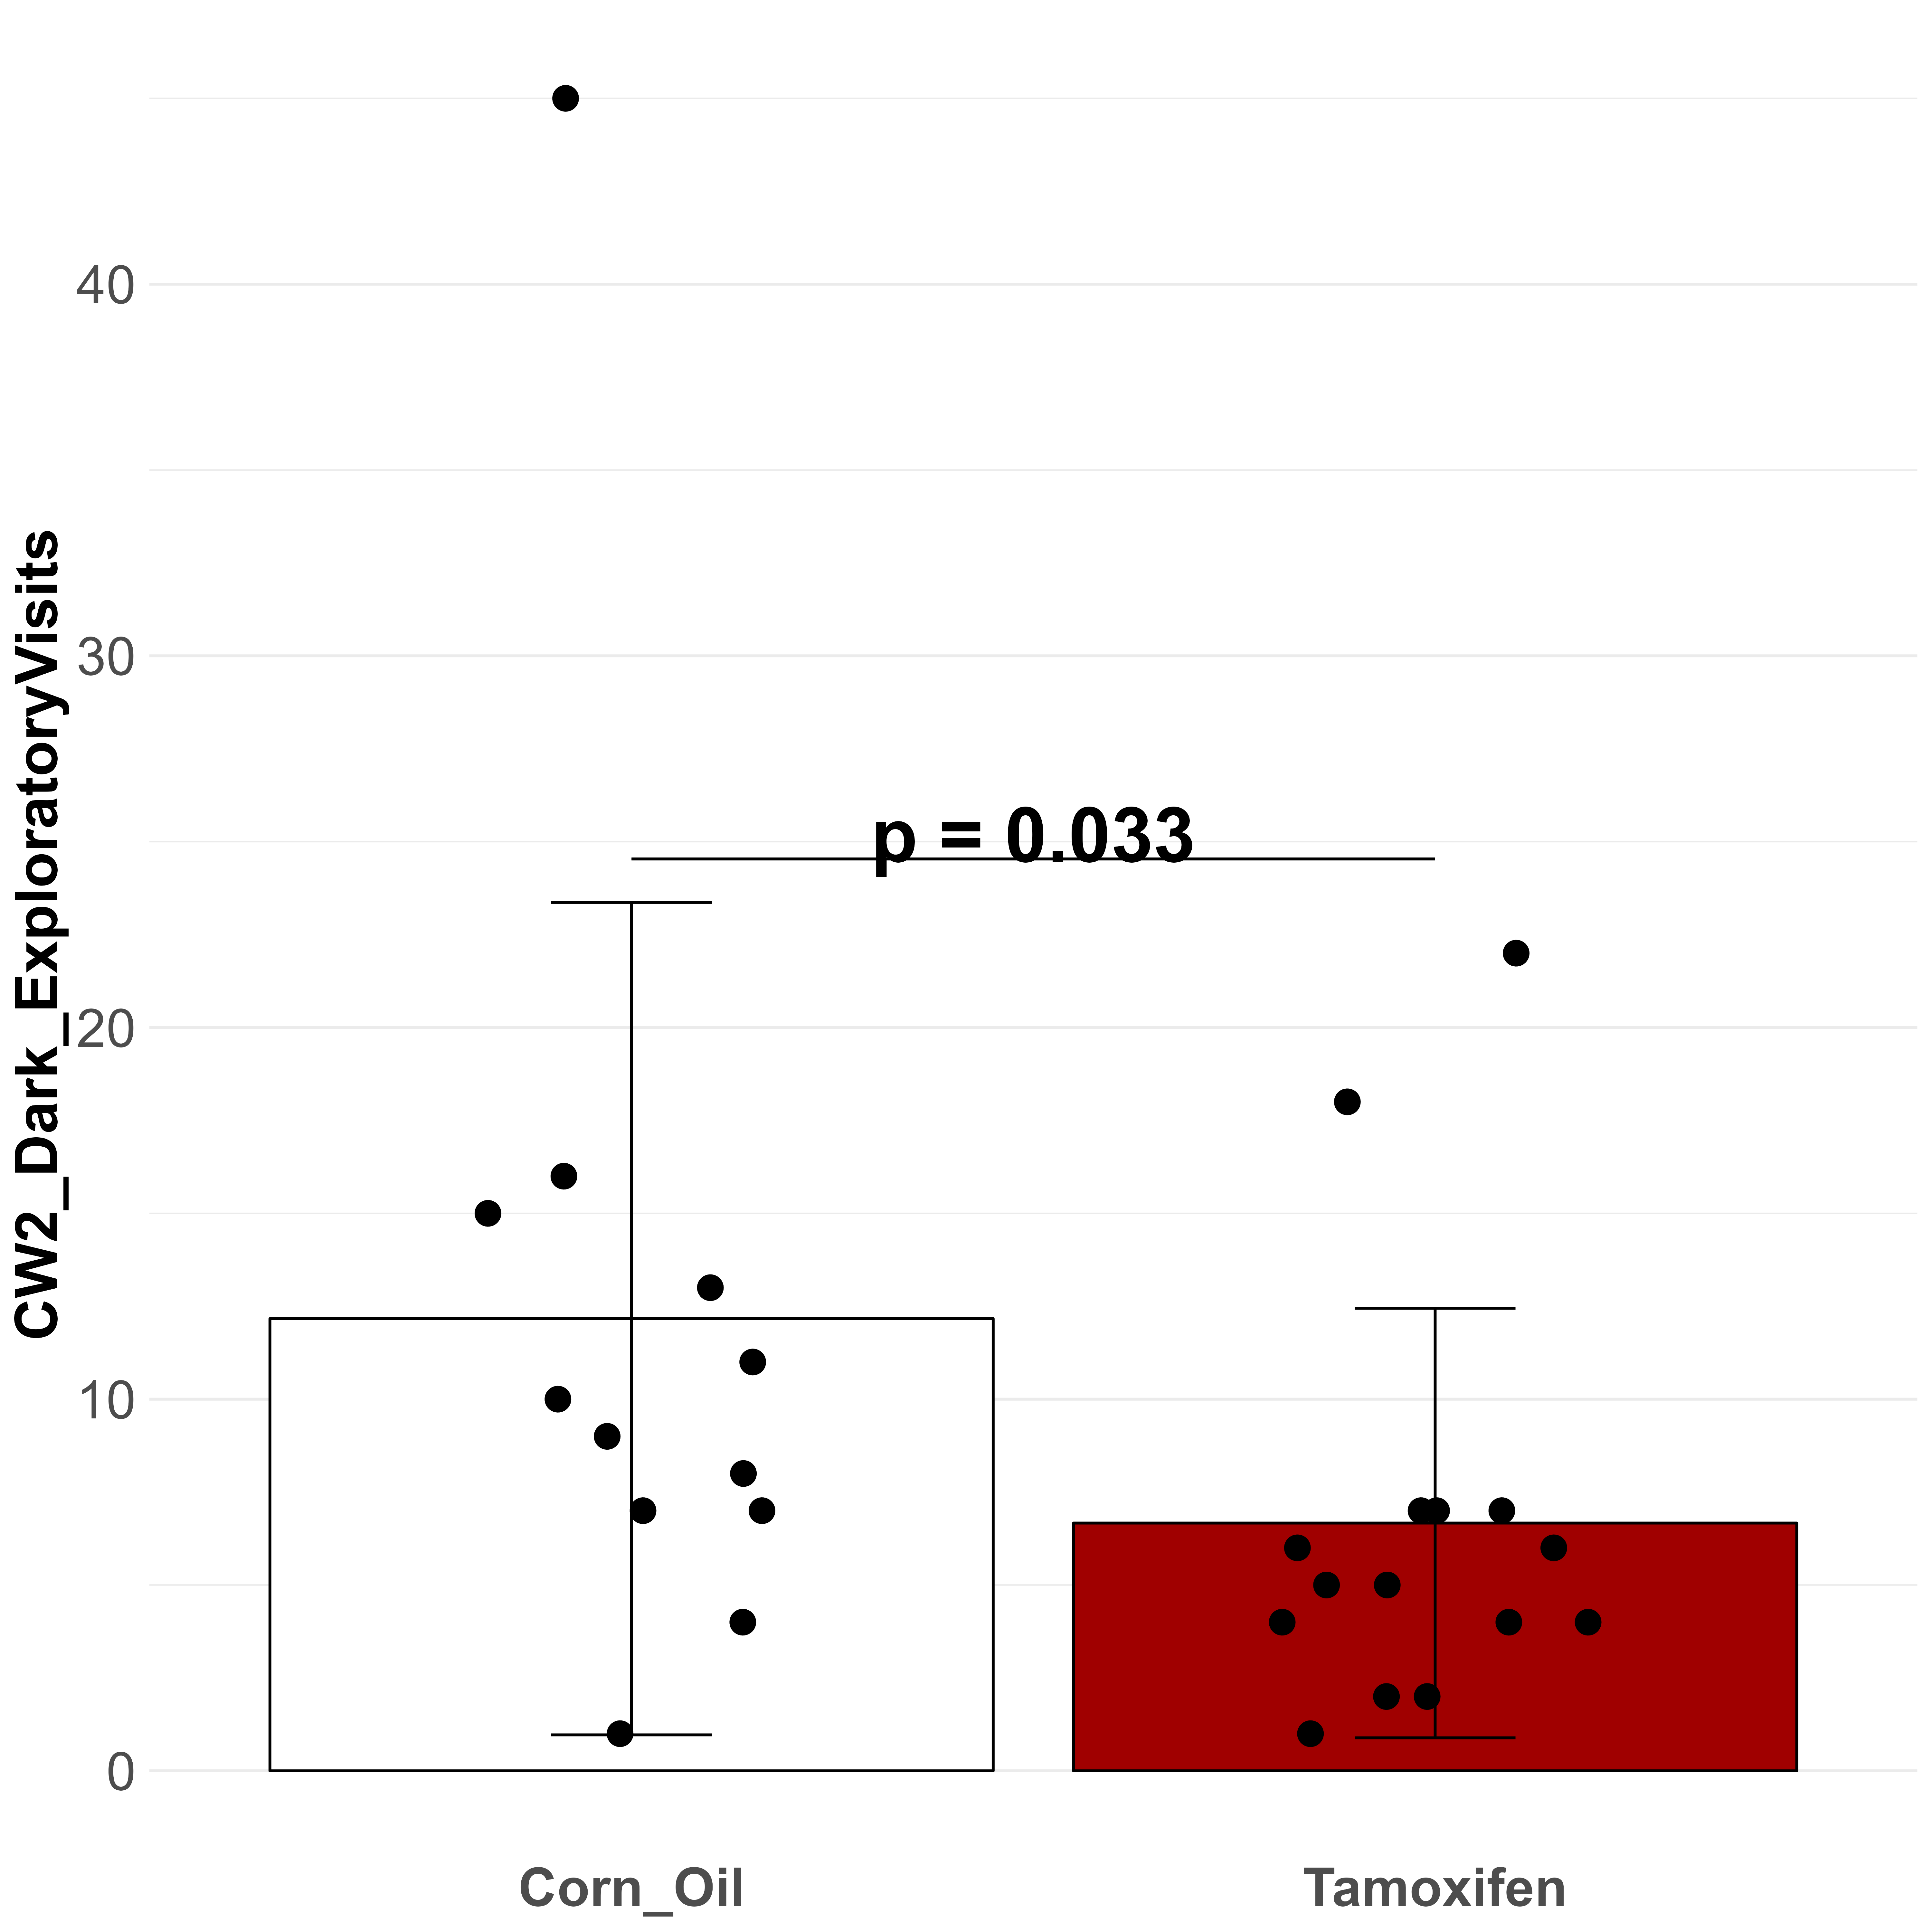 CW2_Dark_ExploratoryVisits
40
30
20
10
0
p = 0.033
Corn_Oil
Tamoxifen